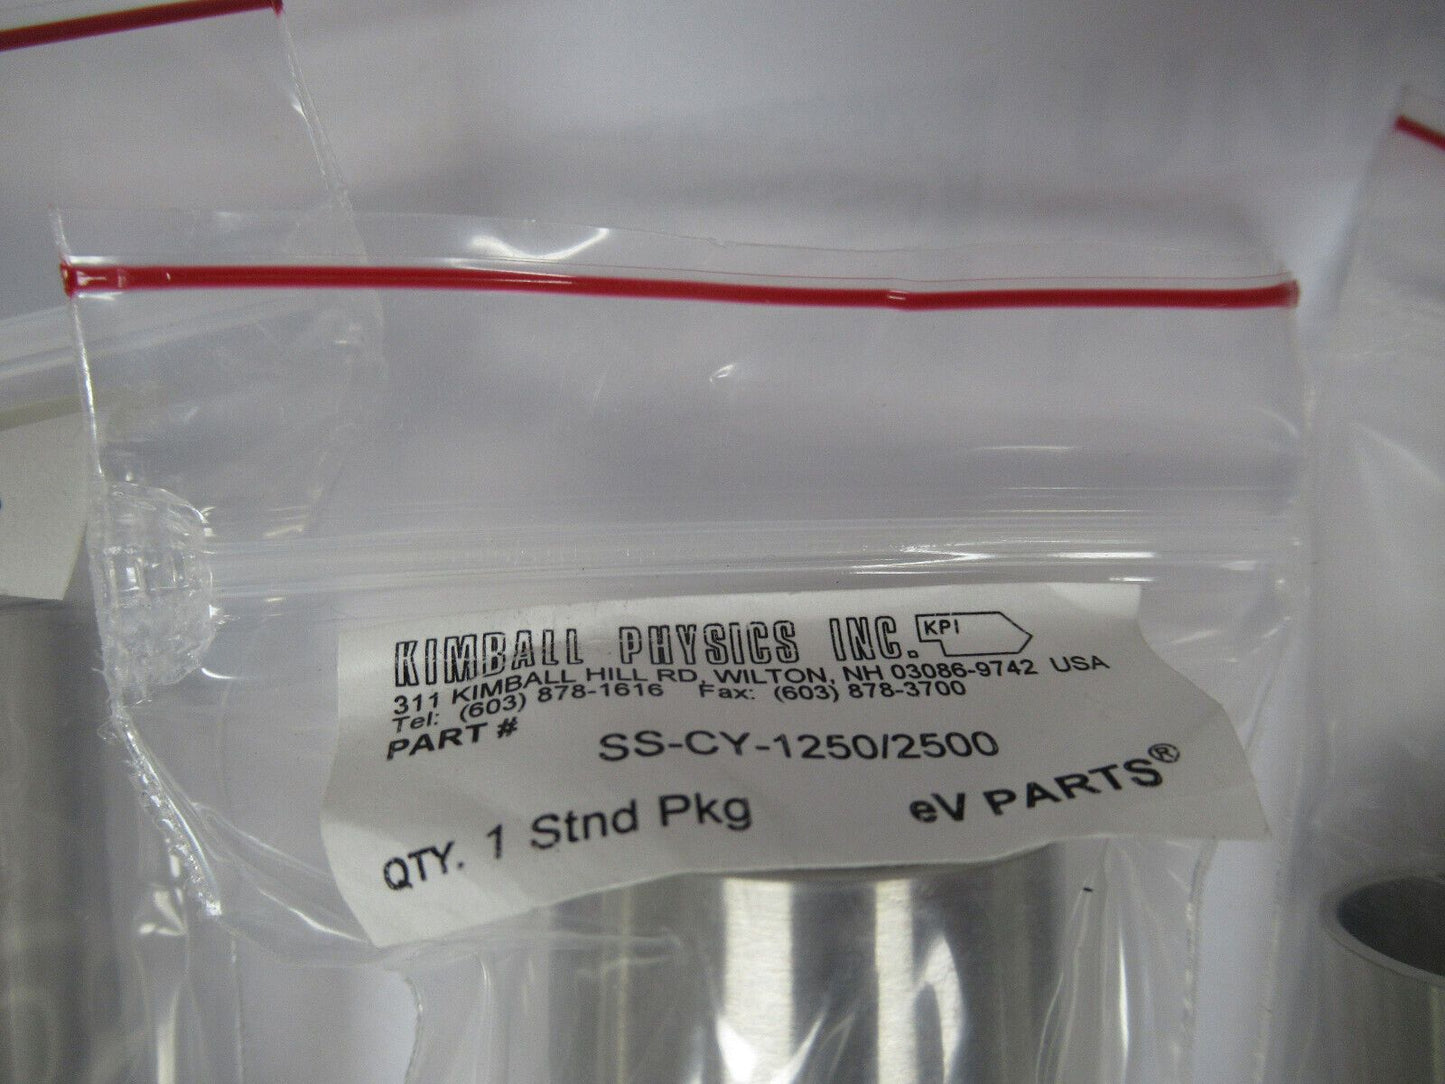 KIMBALL PHYSICS INC. KPI
311 KIMBALL HILL RD, WILTON, NH 03086-9742 USA
Tel: (603) 878-1616 Fax: (603) 878-3700
PART # SS-CY-1250/2500
QTY. 1 Stnd Pkg eV PARTS®